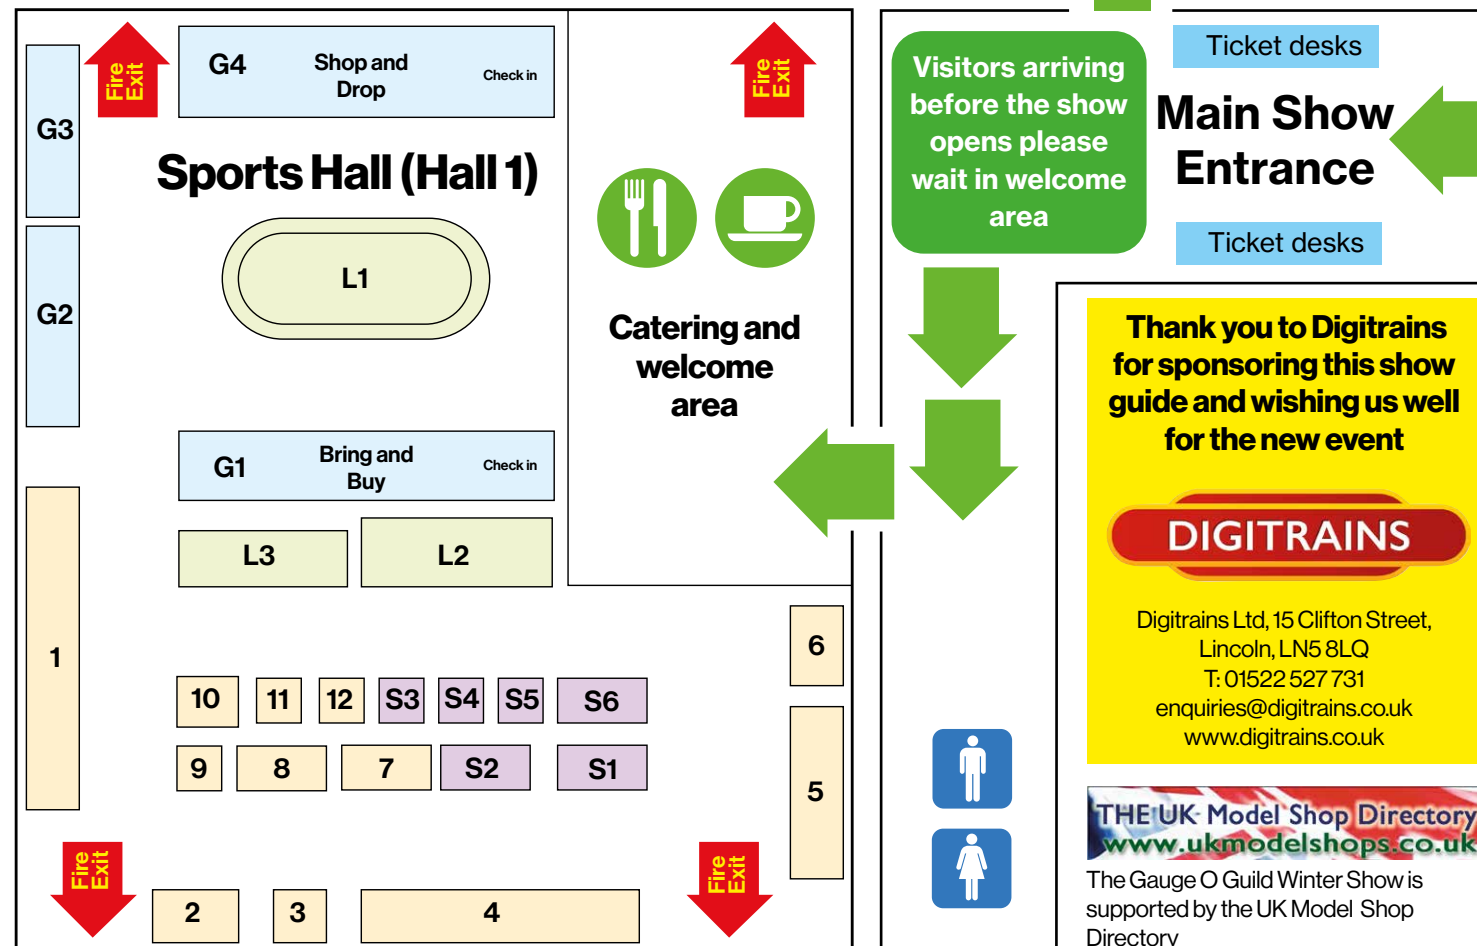 Fire
Exit
G4
Shop and
Drop
Check in
Fire
Exit
G3
Sports Hall (Hall 1)
L1
G2
Catering and
welcome
area
G1
Bring and
Buy
Check in
L3
L2
1
6
10
11
12
S3
S4
S5
S6
9
8
7
S2
S1
5
Fire
Exit
Fire
Exit
2
3
4
Visitors arriving
before the show
opens please
wait in welcome
area
Ticket desks
Main Show
Entrance
Ticket desks
Thank you to Digitrains
for sponsoring this show
guide and wishing us well
for the new event
DIGITRAINS
Digitrains Ltd, 15 Clifton Street,
Lincoln, LN5 8LQ
T: 01522 527 731
enquiries@digitrains.co.uk
www.digitrains.co.uk
THE UK Model Shop Directory
www.ukmodelshops.co.uk
The Gauge O Guild Winter Show is
supported by the UK Model Shop
Directory